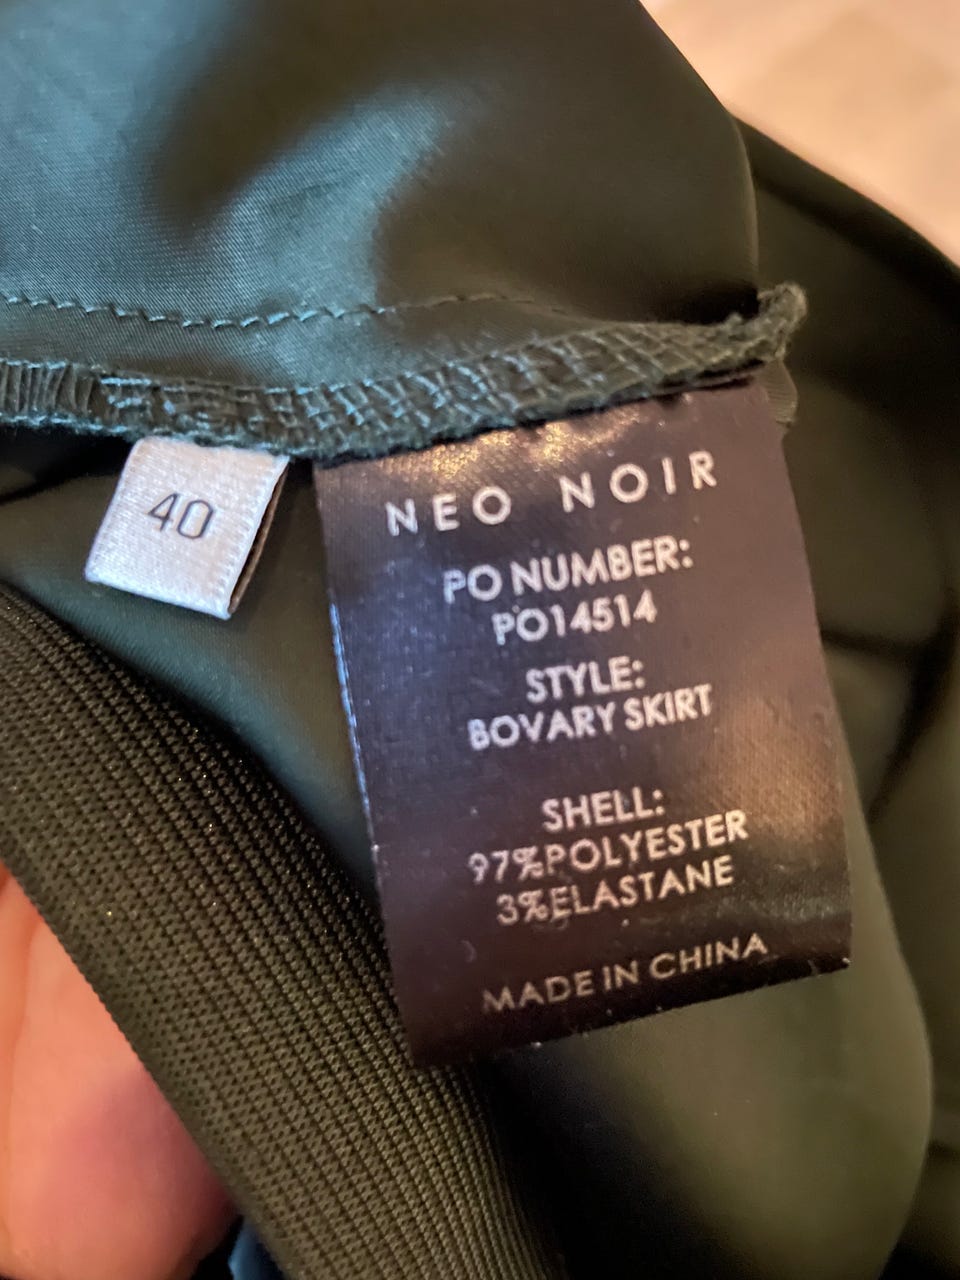 40
NEO NOIR
PO NUMBER:
PO14514
STYLE:
BOVARY SKIRT
SHELL:
97%POLYESTER
3%ELASTANE
MADE IN CHINA